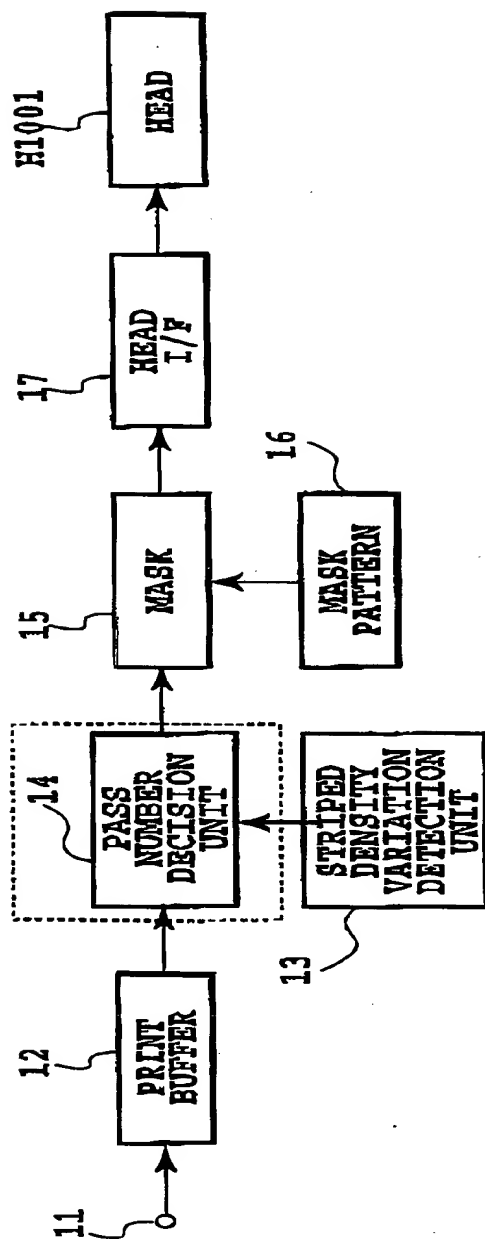 11
12
PRINT
BUFFER
14
PASS
NUMBER
DECISION
UNIT
13
STRIPED
DENSITY
VARIATION
DETECTION
UNIT
15
MASK
16
MASK
PATTERN
17
HEAD
I/F
H1001
HEAD